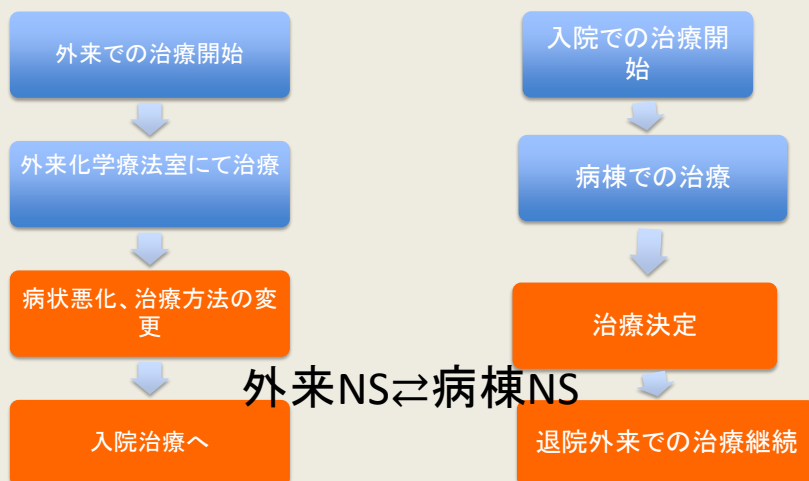 外来での治療開始
外来化学療法室にて治療
病状悪化、治療方法の変
更
入院治療へ
外来NS⇄病棟NS
入院での治療開
始
病棟での治療
治療決定
退院外来での治療継続